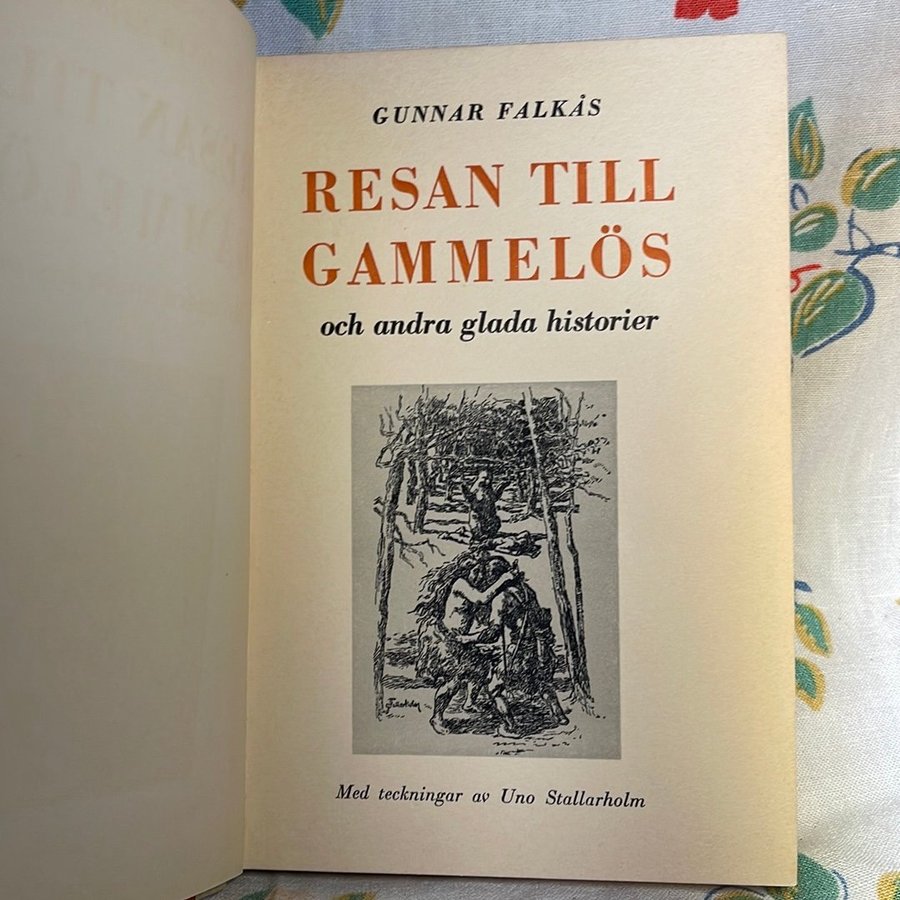 GUNNAR FALKÅS
RESAN TILL
GAMMELÖS
och andra glada historier
Med teckningar av Uno Stallarholm